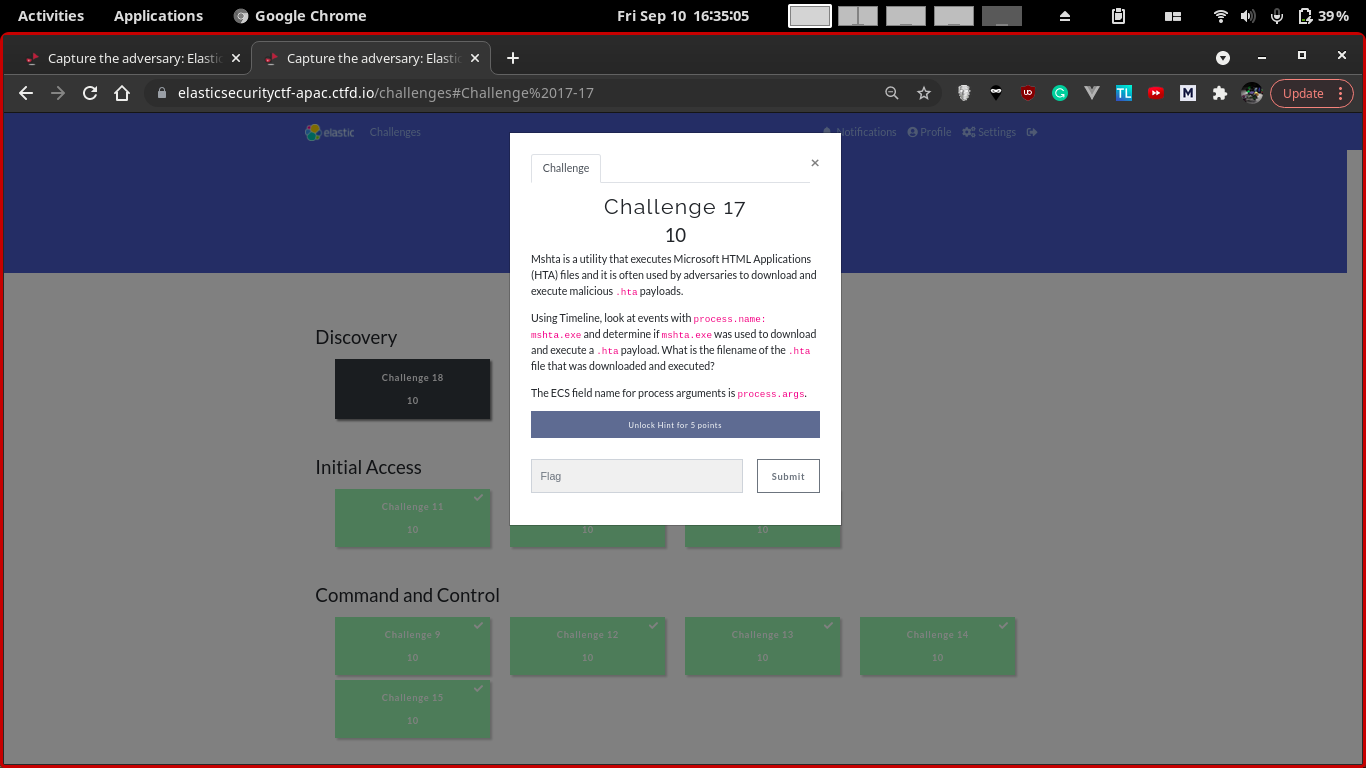 Activities Applications Google Chrome Fri Sep 10 16:35:05 39%
Capture the adversary: Elastic Capture the adversary: Elastic
elasticsecurityctf-apac.ctfd.io/challenges#Challenge%2017-17 UD TL M Update
elastic Challenges Notifications Profile Settings
Challenge
Challenge 17
10
Mshta is a utility that executes Microsoft HTML Applications
(HTA) files and it is often used by adversaries to download and
execute malicious .hta payloads.
Using Timeline, look at events with process.name:
mshta.exe and determine if mshta.exe was used to download
and execute a .hta payload. What is the filename of the .hta
file that was downloaded and executed?
The ECS field name for process arguments is process.args.
Unlock Hint for 5 points
Flag Submit
Discovery
Challenge 18
10
Initial Access
Challenge 11
10 10 10
Command and Control
Challenge 9 Challenge 12 Challenge 13 Challenge 14
10 10 10 10
Challenge 15
10